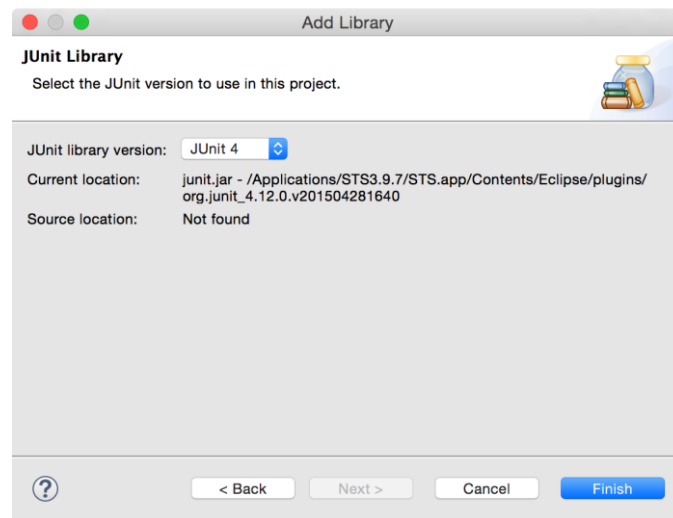 Add Library
JUnit Library
Select the JUnit version to use in this project.
JUnit library version: JUnit 4
Current location: junit.jar - /Applications/STS3.9.7/STS.app/Contents/Eclipse/plugins/
org.junit_4.12.0.v201504281640
Source location: Not found
? < Back Next > Cancel Finish